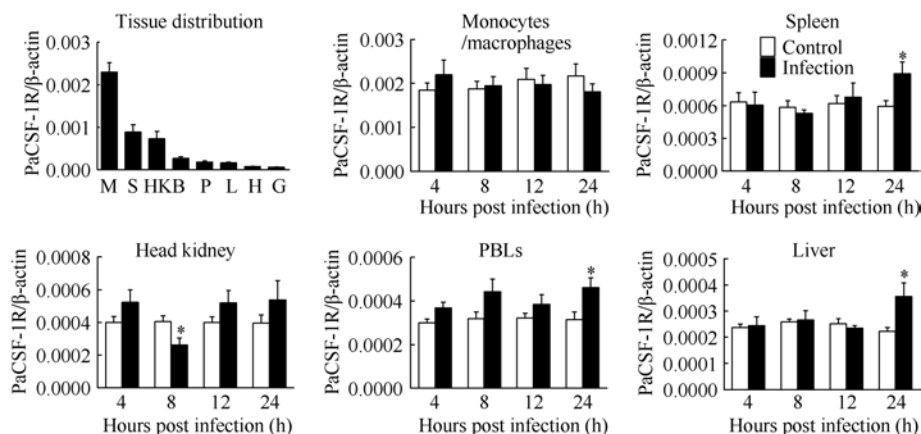 Tissue distribution
PaCSF-1R/β-actin
0.003
0.002
0.001
0.000
M S HKB P L H G
Monocytes
/macrophages
PaCSF-1R/β-actin
0.003
0.002
0.001
0.000
4 8 12 24
Hours post infection (h)
Spleen
Control
Infection
PaCSF-1R/β-actin
0.0012
0.0009
0.0006
0.0003
0.0000
*
4 8 12 24
Hours post infection (h)
Head kidney
PaCSF-1R/β-actin
0.0008
0.0006
0.0004
0.0002
0.0000
*
4 8 12 24
Hours post infection (h)
PBLs
PaCSF-1R/β-actin
0.0006
0.0004
0.0002
0.0000
*
4 8 12 24
Hours post infection (h)
Liver
PaCSF-1R/β-actin
0.0005
0.0004
0.0003
0.0002
0.0001
0.0000
*
4 8 12 24
Hours post infection (h)